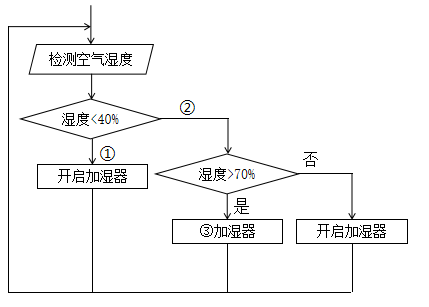 检测空气湿度
湿度<40%
②
①
开启加湿器
湿度>70%
否
是
③加湿器
开启加湿器